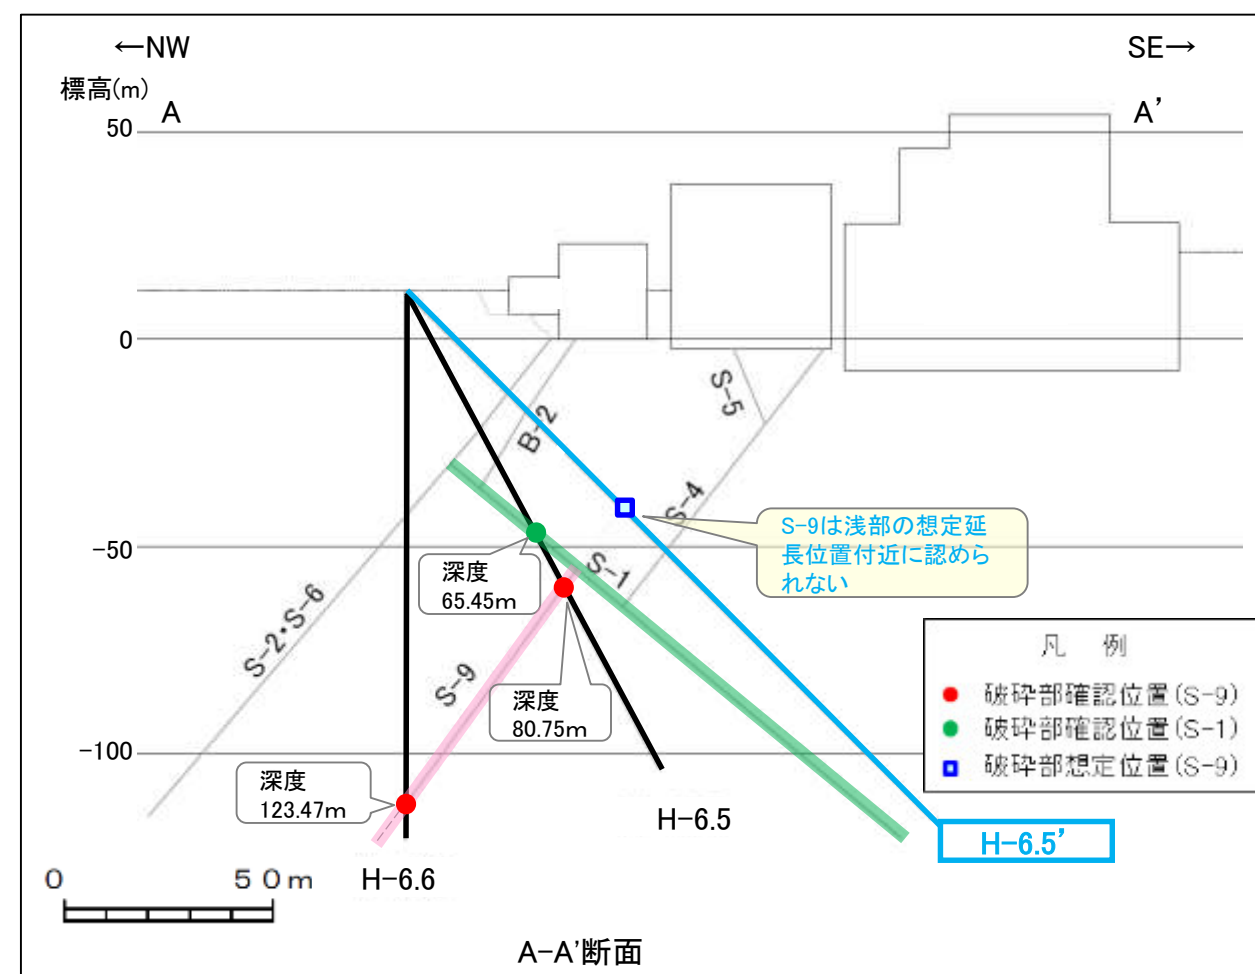 ←NW
SE→
標高(m)
A
A’
50
0
-50
-100
S-5
B-2
S-4
S-1
S-2・S-6
S-9
S-9は浅部の想定延
長位置付近に認めら
れない
深度
65.45m
深度
80.75m
深度
123.47m
凡 例
破砕部確認位置(S-9)
破砕部確認位置(S-1)
破砕部想定位置(S-9)
H-6.5
H-6.5’
H-6.6
0 50m
A-A'断面